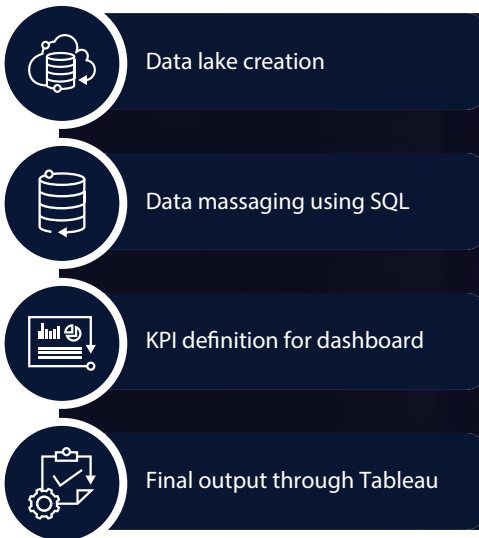 Data lake creation
Data massaging using SQL
KPI definition for dashboard
Final output through Tableau